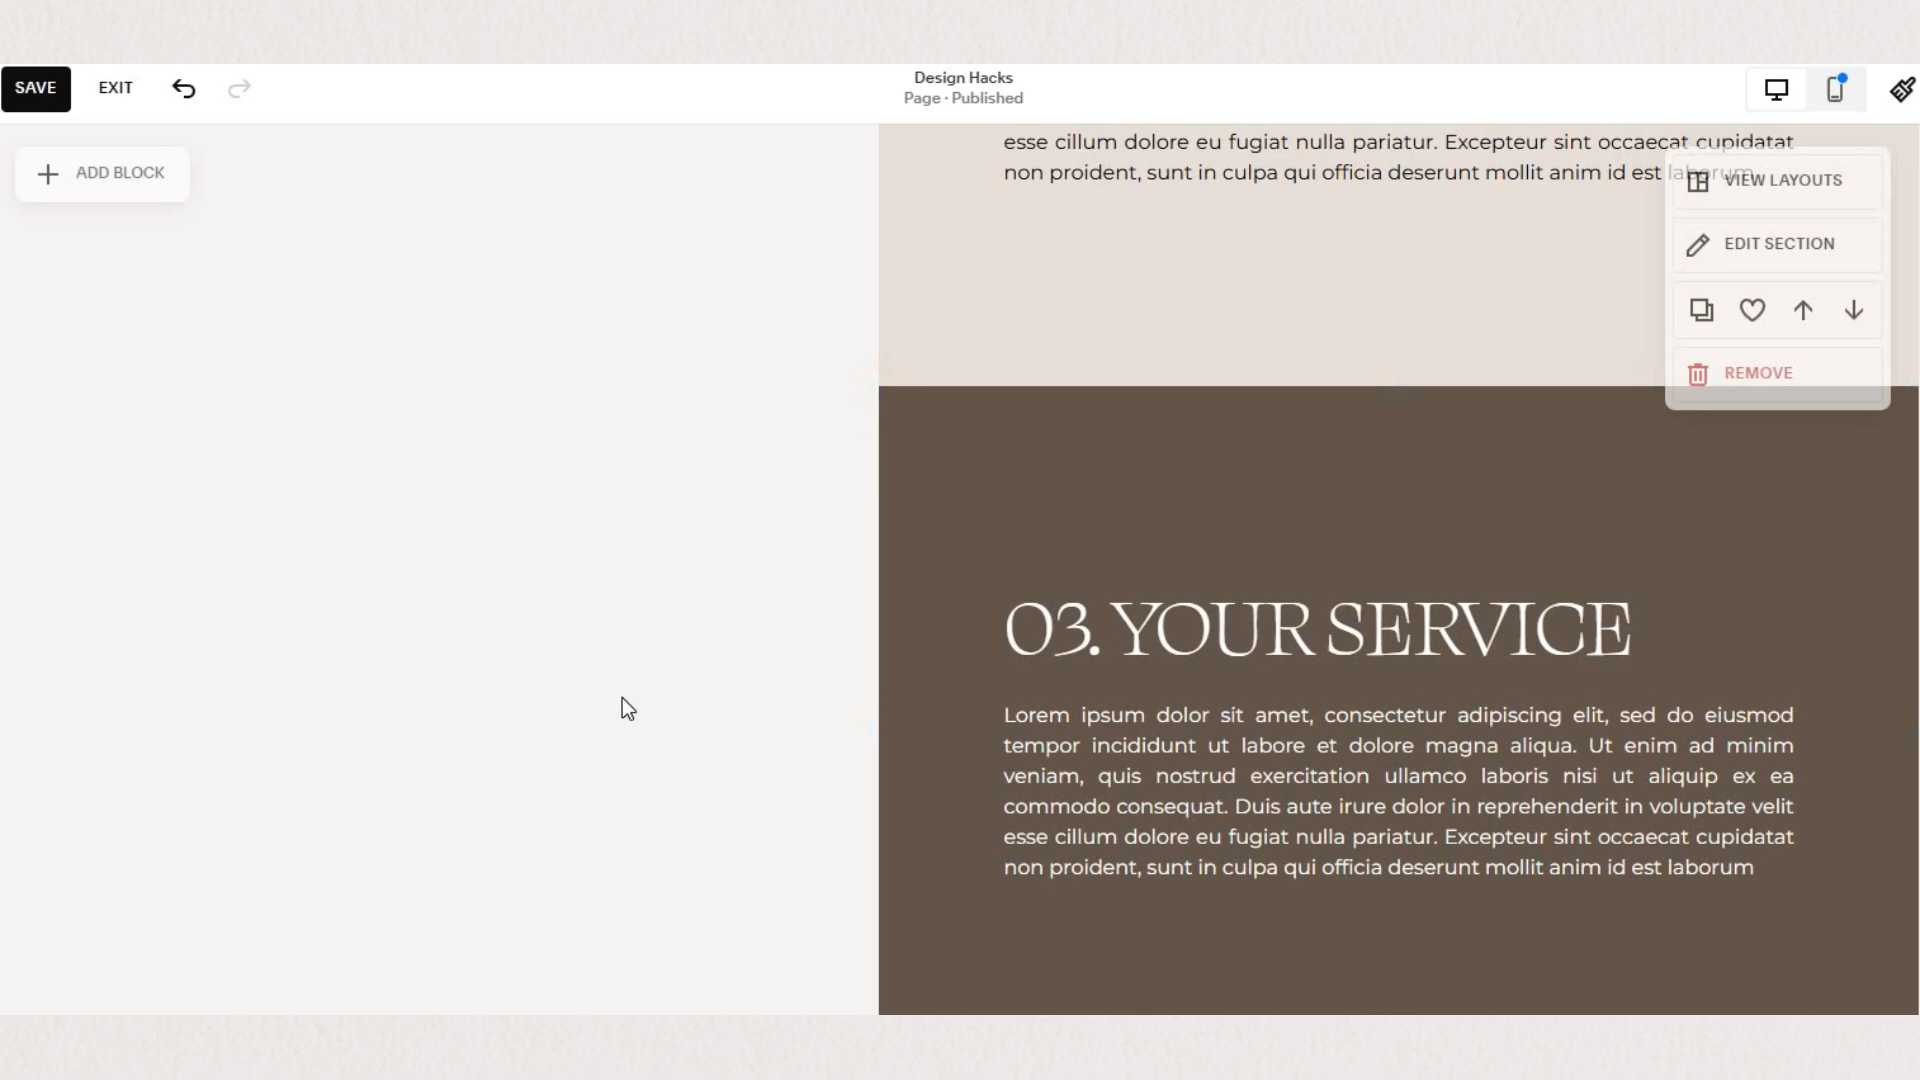 SAVE
EXIT
Design Hacks
Page · Published
ADD BLOCK
esse cillum dolore eu fugiat nulla pariatur. Excepteur sint occaecat cupidatat
non proident, sunt in culpa qui officia deserunt mollit anim id est laborum
VIEW LAYOUTS
EDIT SECTION
REMOVE
03. YOUR SERVICE
Lorem ipsum dolor sit amet, consectetur adipiscing elit, sed do eiusmod
tempor incididunt ut labore et dolore magna aliqua. Ut enim ad minim
veniam, quis nostrud exercitation ullamco laboris nisi ut aliquip ex ea
commodo consequat. Duis aute irure dolor in reprehenderit in voluptate velit
esse cillum dolore eu fugiat nulla pariatur. Excepteur sint occaecat cupidatat
non proident, sunt in culpa qui officia deserunt mollit anim id est laborum